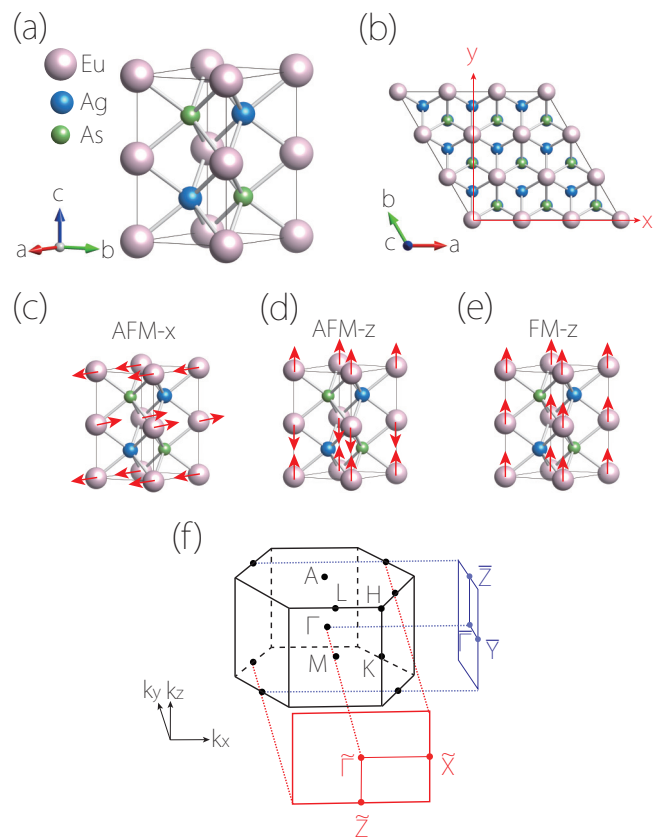 (a)
Eu
Ag
As
c
a
b
(b)
y
x
b
c
a
(c)
AFM-x
(d)
AFM-z
(e)
FM-z
(f)
A
L
H
Γ
M
K
Z̅
Γ̅
Y̅
ky
kz
kx
Γ̃
X̃
Z̃